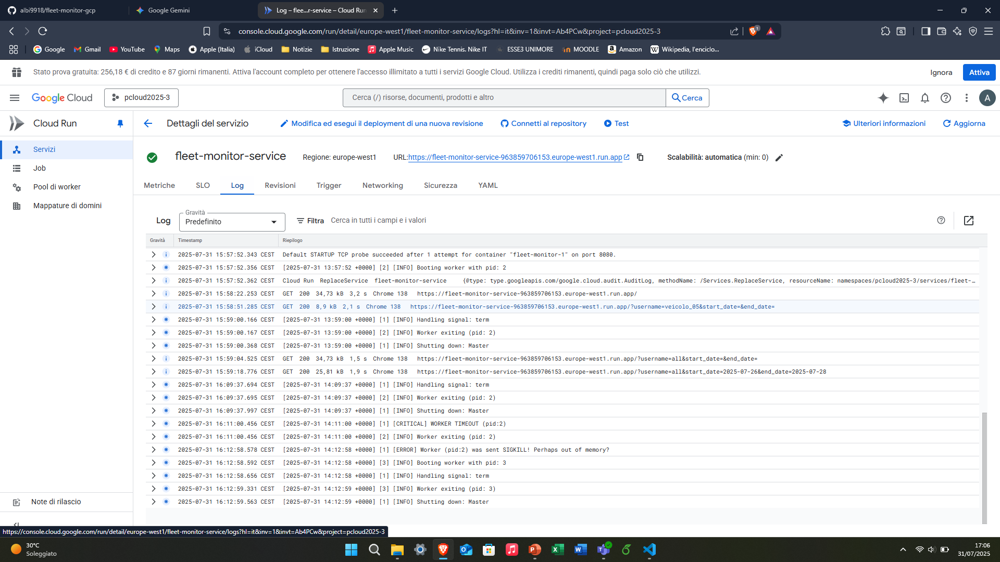 albi9918/fleet-monitor-gcp
Google Gemini
Log – flee...r-service – Cloud Run
console.cloud.google.com/run/detail/europe-west1/fleet-monitor-service/logs?hl=it&inv=1&invt=Ab4PCw&project=pcloud2025-3
1
Google
Gmail
YouTube
Maps
Apple (Italia)
iCloud
Notizie
Istruzione
Apple Music
Nike Tennis. Nike IT
ESSE3 UNIMORE
MOODLE
Amazon
Wikipedia, l'enciclo...
Stato prova gratuita: 256,18 € di credito e 87 giorni rimanenti. Attiva l'account completo per ottenere l'accesso illimitato a tutti i servizi Google Cloud. Utilizza i crediti rimanenti, quindi paga solo ciò che utilizzi.
Ignora
Attiva
Google Cloud
pcloud2025-3
Cerca (/) risorse, documenti, prodotti e altro
Cerca
A
Cloud Run
Dettagli del servizio
Modifica ed esegui il deployment di una nuova revisione
Connetti al repository
Test
Ulteriori informazioni
Aggiorna
Servizi
Job
Pool di worker
Mappature di domini
fleet-monitor-service
Regione: europe-west1
URL:https://fleet-monitor-service-963859706153.europe-west1.run.app
Scalabilità: automatica (min: 0)
Metriche
SLO
Log
Revisioni
Trigger
Networking
Sicurezza
YAML
Log
Gravità
Predefinito
Filtra
Cerca in tutti i campi e i valori
Gravità Timestamp Riepilogo
2025-07-31 15:57:52.343 CEST Default STARTUP TCP probe succeeded after 1 attempt for container "fleet-monitor-1" on port 8080.
2025-07-31 15:57:52.356 CEST [2025-07-31 13:57:52 +0000] [2] [INFO] Booting worker with pid: 2
2025-07-31 15:57:52.362 CEST Cloud Run ReplaceService fleet-monitor-service {@type: type.googleapis.com/google.cloud.audit.AuditLog, methodName: /Services.ReplaceService, resourceName: namespaces/pcloud2025-3/services/fleet-…
2025-07-31 15:58:22.253 CEST GET 200 34,73 kB 3,2 s Chrome 138 https://fleet-monitor-service-963859706153.europe-west1.run.app/
2025-07-31 15:58:51.285 CEST GET 200 8,9 kB 2,1 s Chrome 138 https://fleet-monitor-service-963859706153.europe-west1.run.app/?username=veicolo_05&start_date=&end_date=
2025-07-31 15:59:00.166 CEST [2025-07-31 13:59:00 +0000] [1] [INFO] Handling signal: term
2025-07-31 15:59:00.167 CEST [2025-07-31 13:59:00 +0000] [2] [INFO] Worker exiting (pid: 2)
2025-07-31 15:59:00.368 CEST [2025-07-31 13:59:00 +0000] [1] [INFO] Shutting down: Master
2025-07-31 15:59:04.525 CEST GET 200 34,73 kB 1,5 s Chrome 138 https://fleet-monitor-service-963859706153.europe-west1.run.app/?username=all&start_date=&end_date=
2025-07-31 15:59:18.776 CEST GET 200 25,81 kB 1,9 s Chrome 138 https://fleet-monitor-service-963859706153.europe-west1.run.app/?username=all&start_date=2025-07-26&end_date=2025-07-28
2025-07-31 16:09:37.694 CEST [2025-07-31 14:09:37 +0000] [1] [INFO] Handling signal: term
2025-07-31 16:09:37.695 CEST [2025-07-31 14:09:37 +0000] [2] [INFO] Worker exiting (pid: 2)
2025-07-31 16:09:37.997 CEST [2025-07-31 14:09:37 +0000] [1] [INFO] Shutting down: Master
2025-07-31 16:11:00.456 CEST [2025-07-31 14:11:00 +0000] [1] [CRITICAL] WORKER TIMEOUT (pid:2)
2025-07-31 16:11:00.456 CEST [2025-07-31 14:11:00 +0000] [2] [INFO] Worker exiting (pid: 2)
2025-07-31 16:12:58.578 CEST [2025-07-31 14:12:58 +0000] [1] [ERROR] Worker (pid:2) was sent SIGKILL! Perhaps out of memory?
2025-07-31 16:12:58.592 CEST [2025-07-31 14:12:58 +0000] [3] [INFO] Booting worker with pid: 3
2025-07-31 16:12:58.656 CEST [2025-07-31 14:12:58 +0000] [1] [INFO] Handling signal: term
2025-07-31 16:12:59.331 CEST [2025-07-31 14:12:59 +0000] [3] [INFO] Worker exiting (pid: 3)
2025-07-31 16:12:59.563 CEST [2025-07-31 14:12:59 +0000] [1] [INFO] Shutting down: Master
Note di rilascio
https://console.cloud.google.com/run/detail/europe-west1/fleet-monitor-service/logs?hl=it&inv=1&invt=Ab4PCw&project=pcloud2025-3
30°C
Soleggiato
17:06
31/07/2025